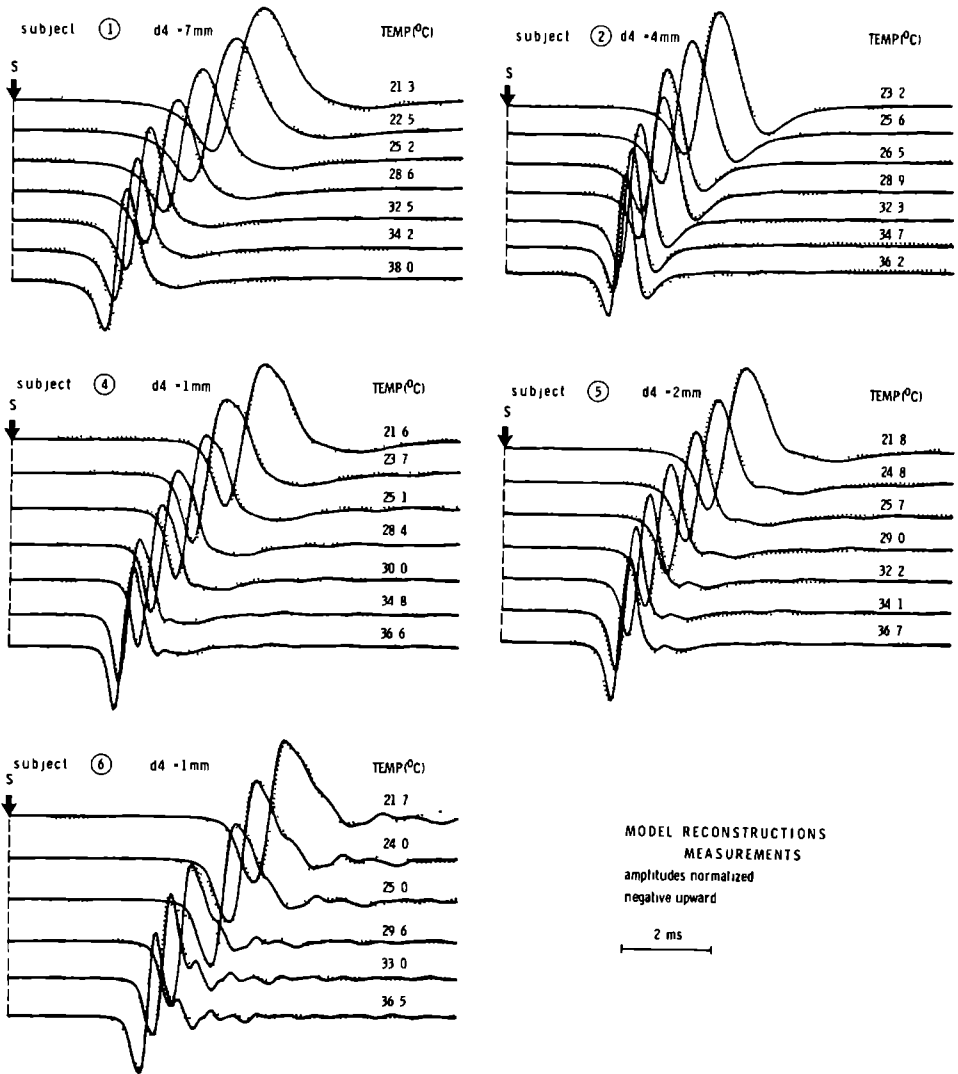 subject 1 d4 = 7mm TEMP(°C)
S
21 3
22 5
25 2
28 6
32 5
34 2
38 0
subject 2 d4 = 4mm TEMP(°C)
S
23 2
25 6
26 5
28 9
32 3
34 7
36 2
subject 4 d4 = 1mm TEMP(°C)
S
21 6
23 7
25 1
28 4
30 0
34 8
36 6
subject 5 d4 = 2mm TEMP(°C)
S
21 8
24 8
25 7
29 0
32 2
34 1
36 7
subject 6 d4 = 1mm TEMP(°C)
S
21 7
24 0
25 0
29 6
33 0
36 5
MODEL RECONSTRUCTIONS
MEASUREMENTS
amplitudes normalized
negative upward
2 ms